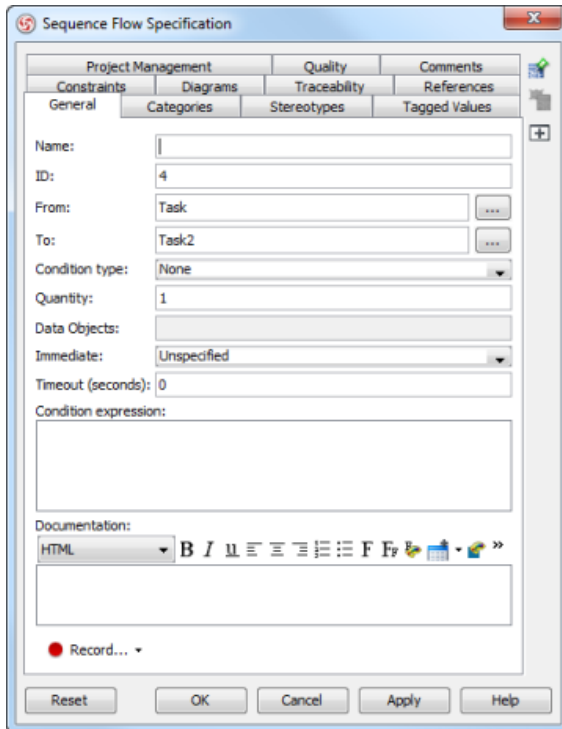 Sequence Flow Specification
Project Management Quality Comments
Constraints Diagrams Traceability References
General Categories Stereotypes Tagged Values
Name:
ID: 4
From: Task ...
To: Task2 ...
Condition type: None
Quantity: 1
Data Objects:
Immediate: Unspecified
Timeout (seconds): 0
Condition expression:
Documentation:
HTML B I u F FF »
Record...
Reset OK Cancel Apply Help